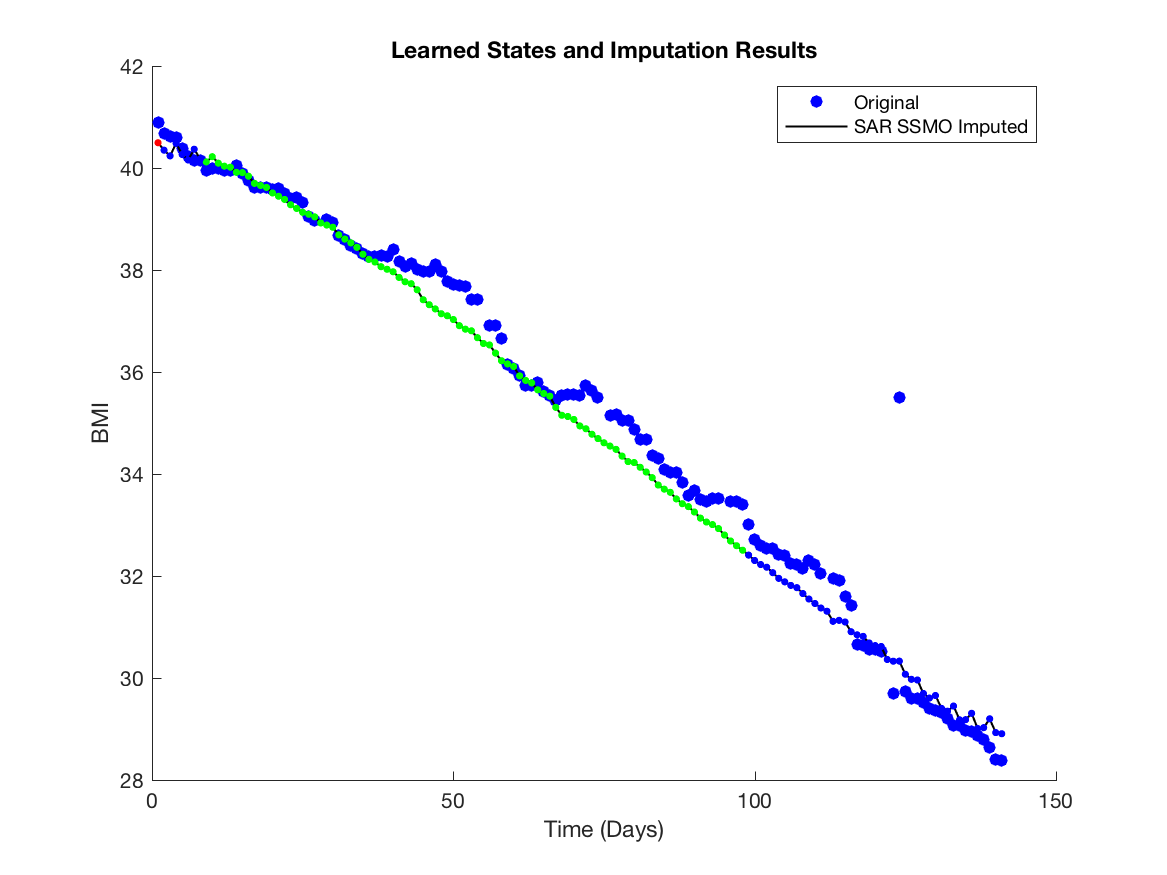 Learned States and Imputation Results
Original
SAR SSMO Imputed
42
40
38
36
34
32
30
28
BMI
0
50
100
150
Time (Days)